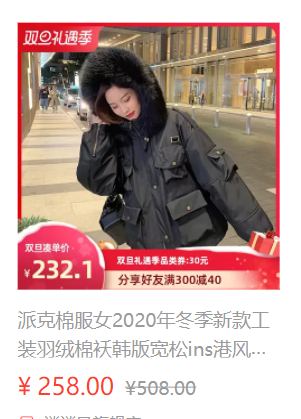 双旦礼遇季
双旦凑单价
¥232.1
双旦礼遇季品类券:30元
分享好友满300减40
派克棉服女2020年冬季新款工
装羽绒棉袄韩版宽松ins港风...
¥ 258.00 ¥508.00